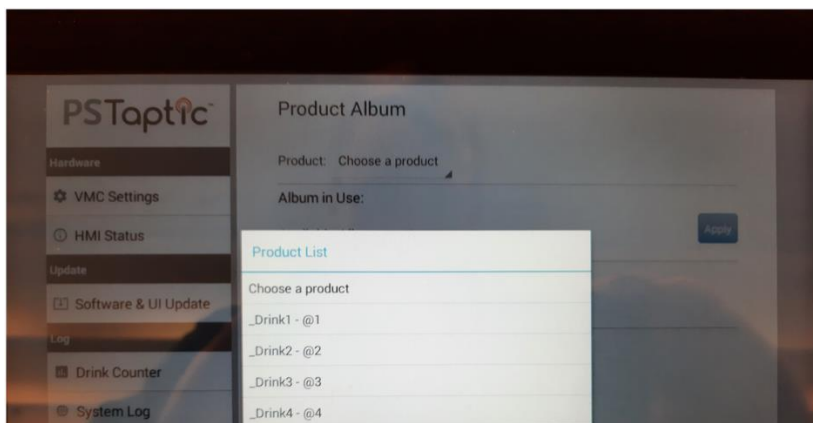 PSTaptic™
Hardware
VMC Settings
HMI Status
Update
Software & UI Update
Log
Drink Counter
System Log
Product Album
Product: Choose a product
Album in Use:
Apply
Product List
Choose a product
_Drink1 - @1
_Drink2 - @2
_Drink3 - @3
_Drink4 - @4